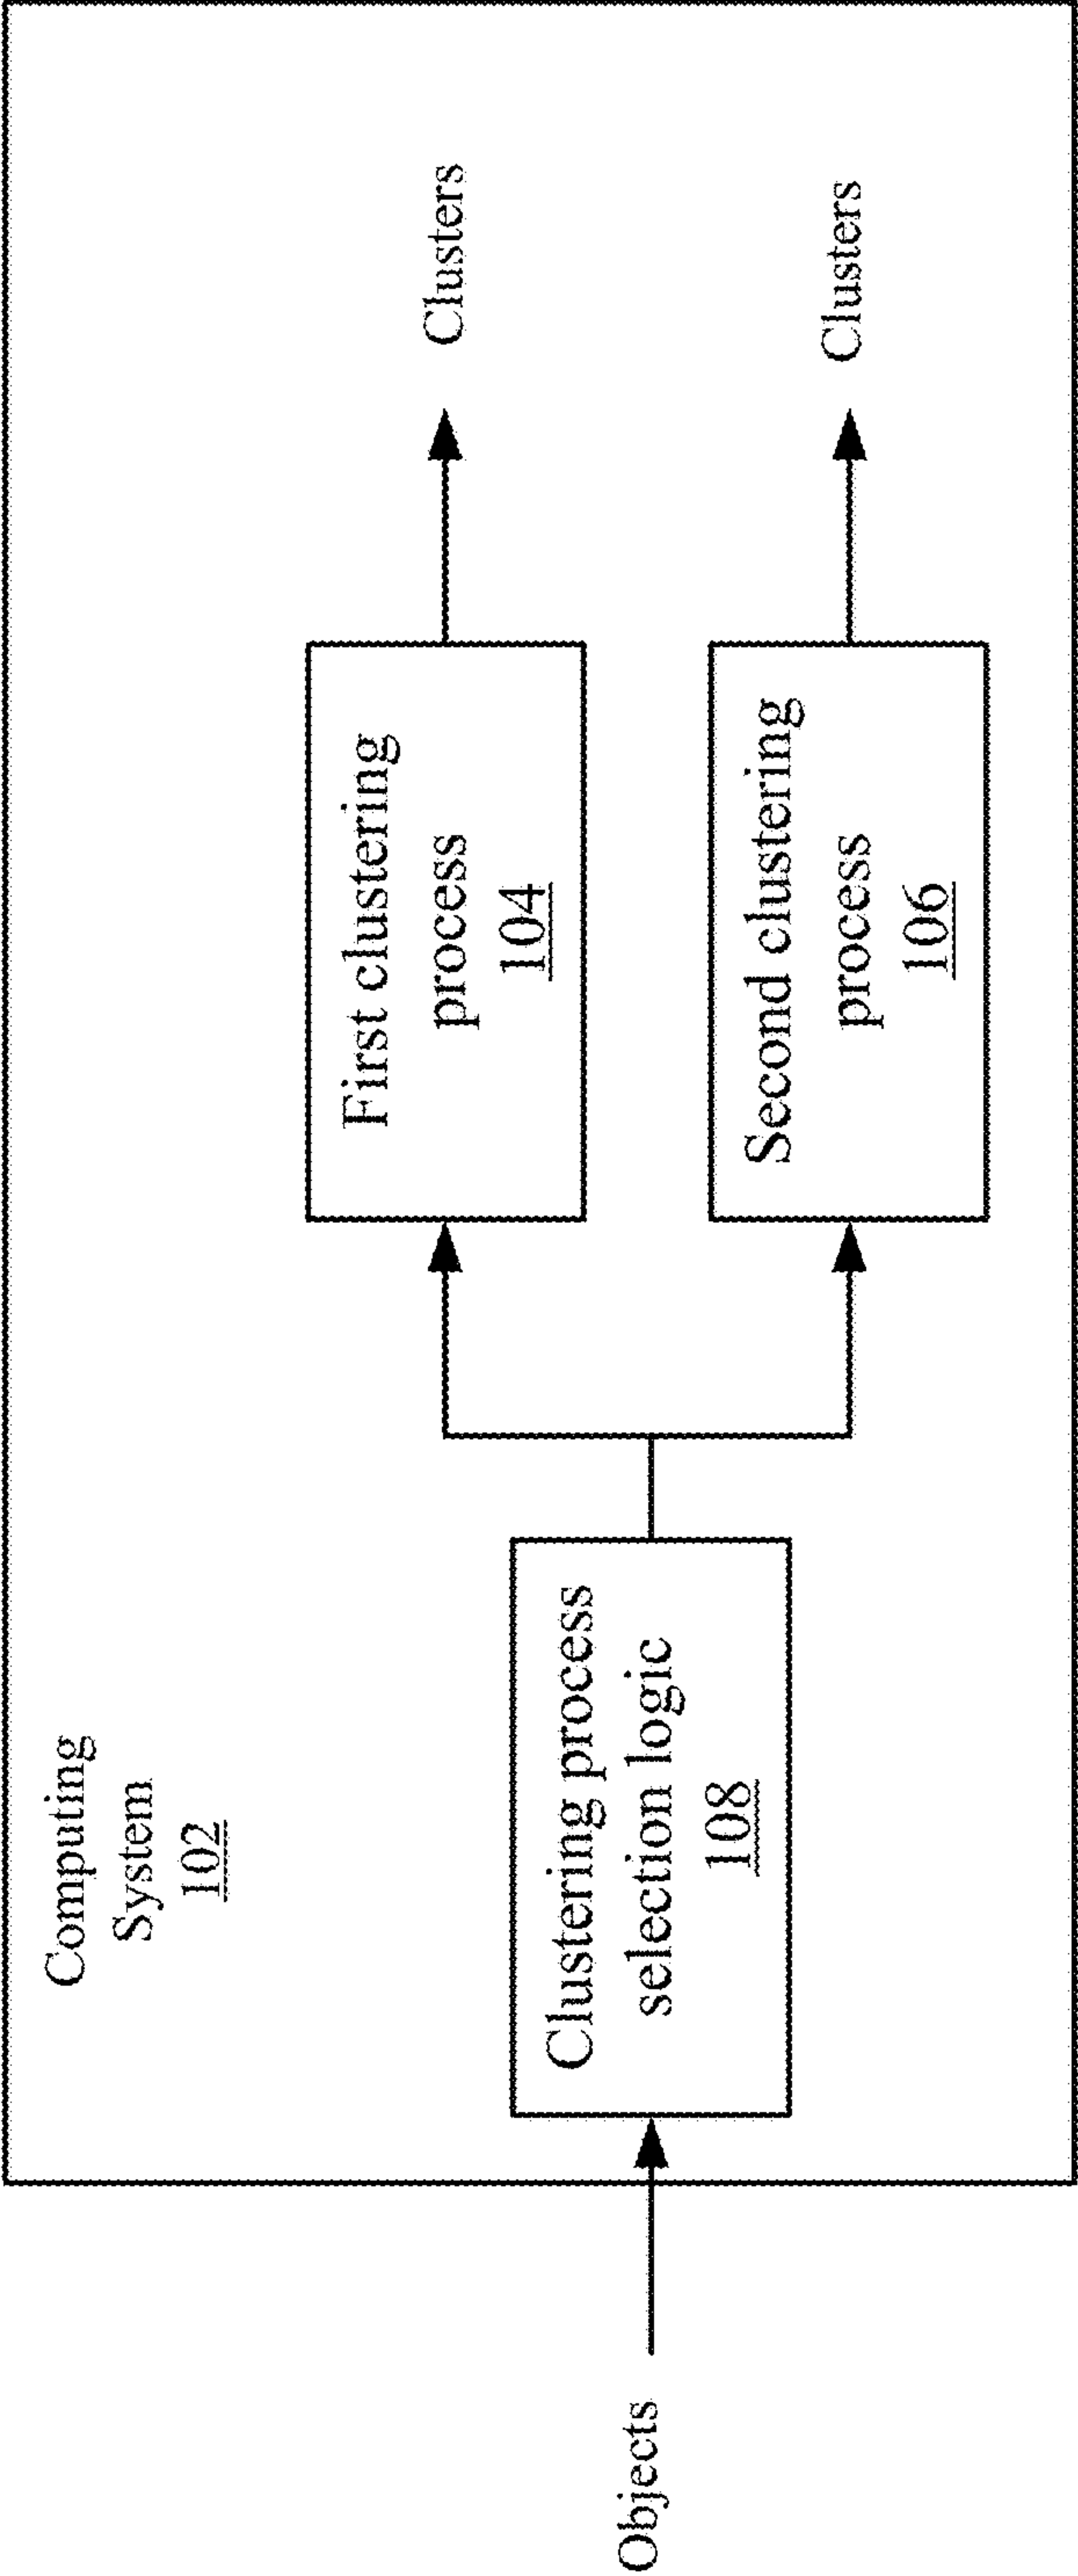 Computing
System
102
Objects
Clustering process
selection logic
108
First clustering
process
104
Clusters
Second clustering
process
106
Clusters